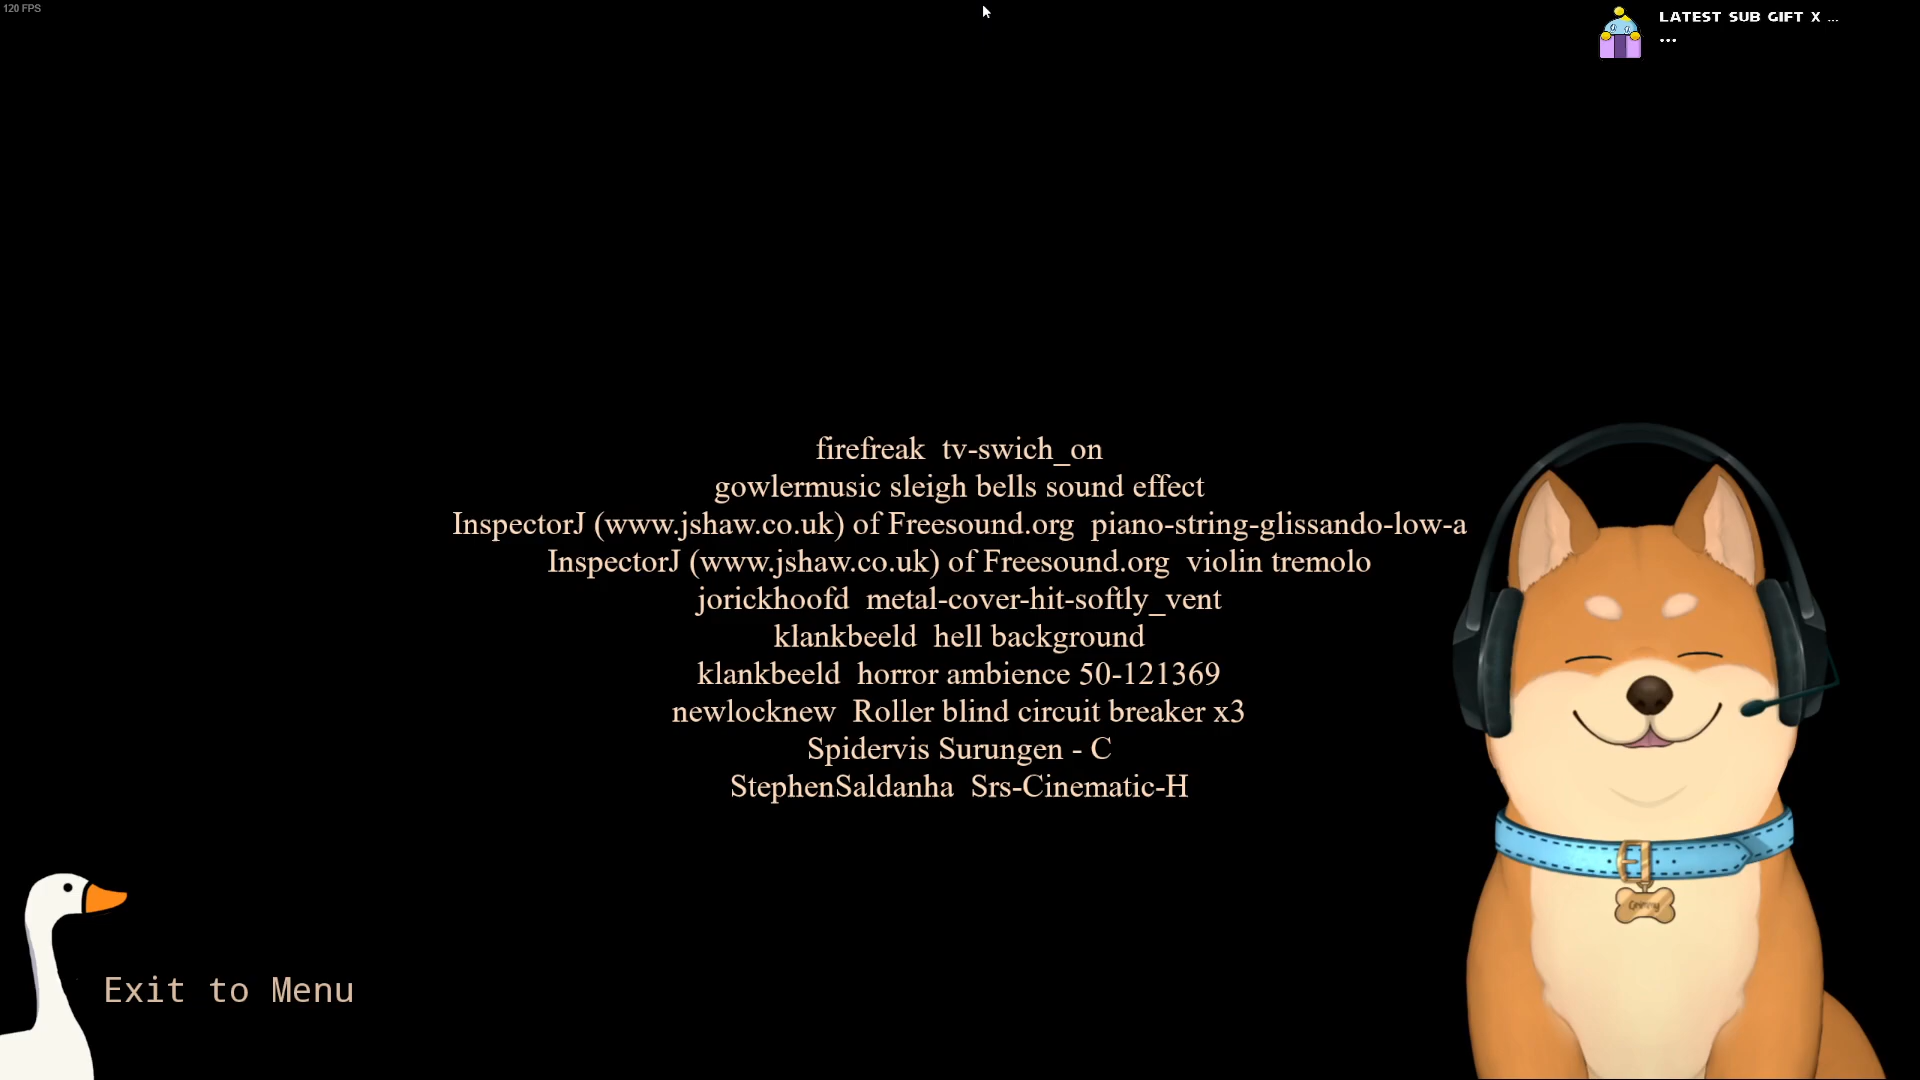 120 FPS
LATEST SUB GIFT X ...
...
firefreak  tv-swich_on
gowlermusic sleigh bells sound effect
InspectorJ (www.jshaw.co.uk) of Freesound.org  piano-string-glissando-low-a
InspectorJ (www.jshaw.co.uk) of Freesound.org  violin tremolo
jorickhoofd  metal-cover-hit-softly_vent
klankbeeld  hell background
klankbeeld  horror ambience 50-121369
newlocknew  Roller blind circuit breaker x3
Spidervis Surungen - C
StephenSaldanha  Srs-Cinematic-H
Exit to Menu